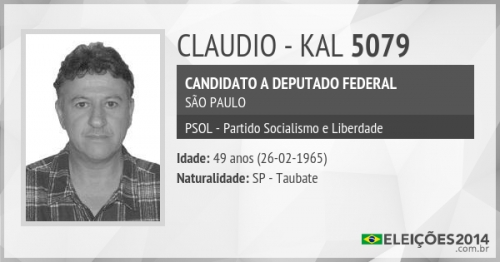 CLAUDIO - KAL 5079
CANDIDATO A DEPUTADO FEDERAL
SÃO PAULO
PSOL - Partido Socialismo e Liberdade
Idade: 49 anos (26-02-1965)
Naturalidade: SP - Taubate
ELEIÇÕES2014
.com.br